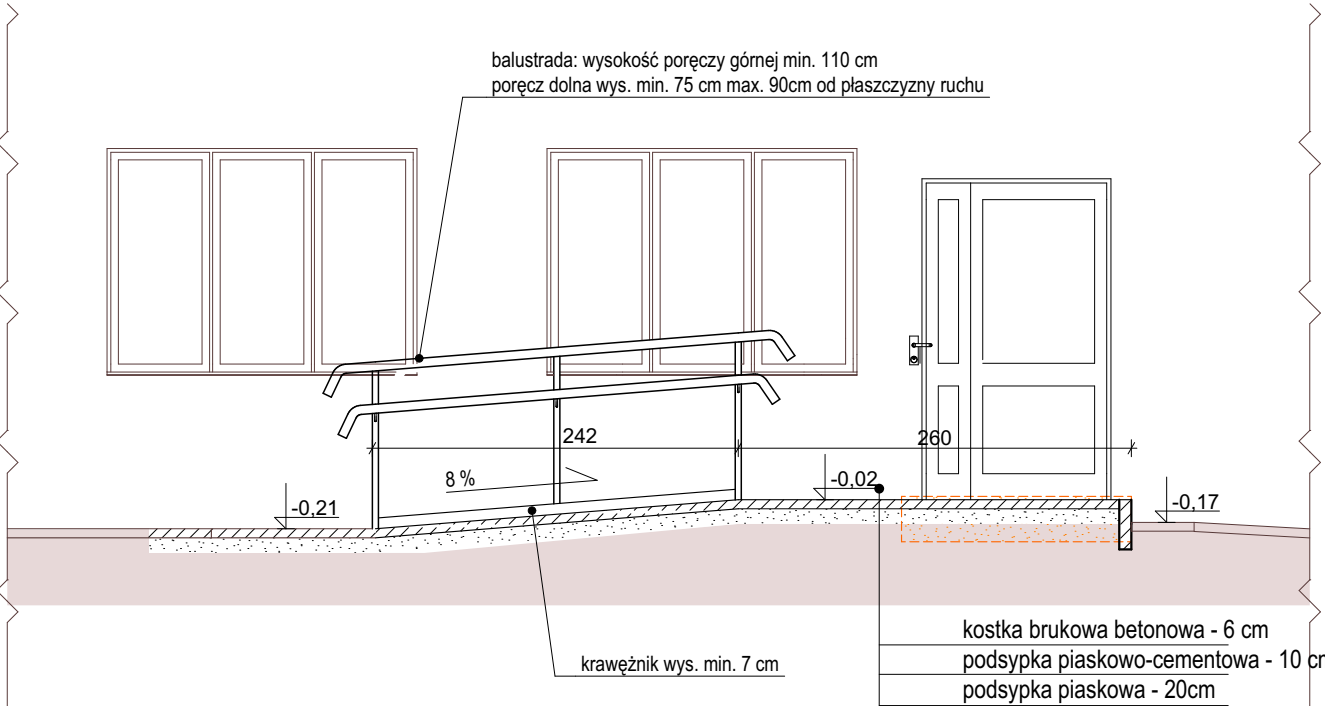 balustrada: wysokość poręczy górnej min. 110 cm
poręcz dolna wys. min. 75 cm max. 90cm od płaszczyzny ruchu
242
260
8 %
-0,02
-0,21
-0,17
kostka brukowa betonowa - 6 cm
krawężnik wys. min. 7 cm
podsypka piaskowo-cementowa - 10 cm
podsypka piaskowa - 20cm